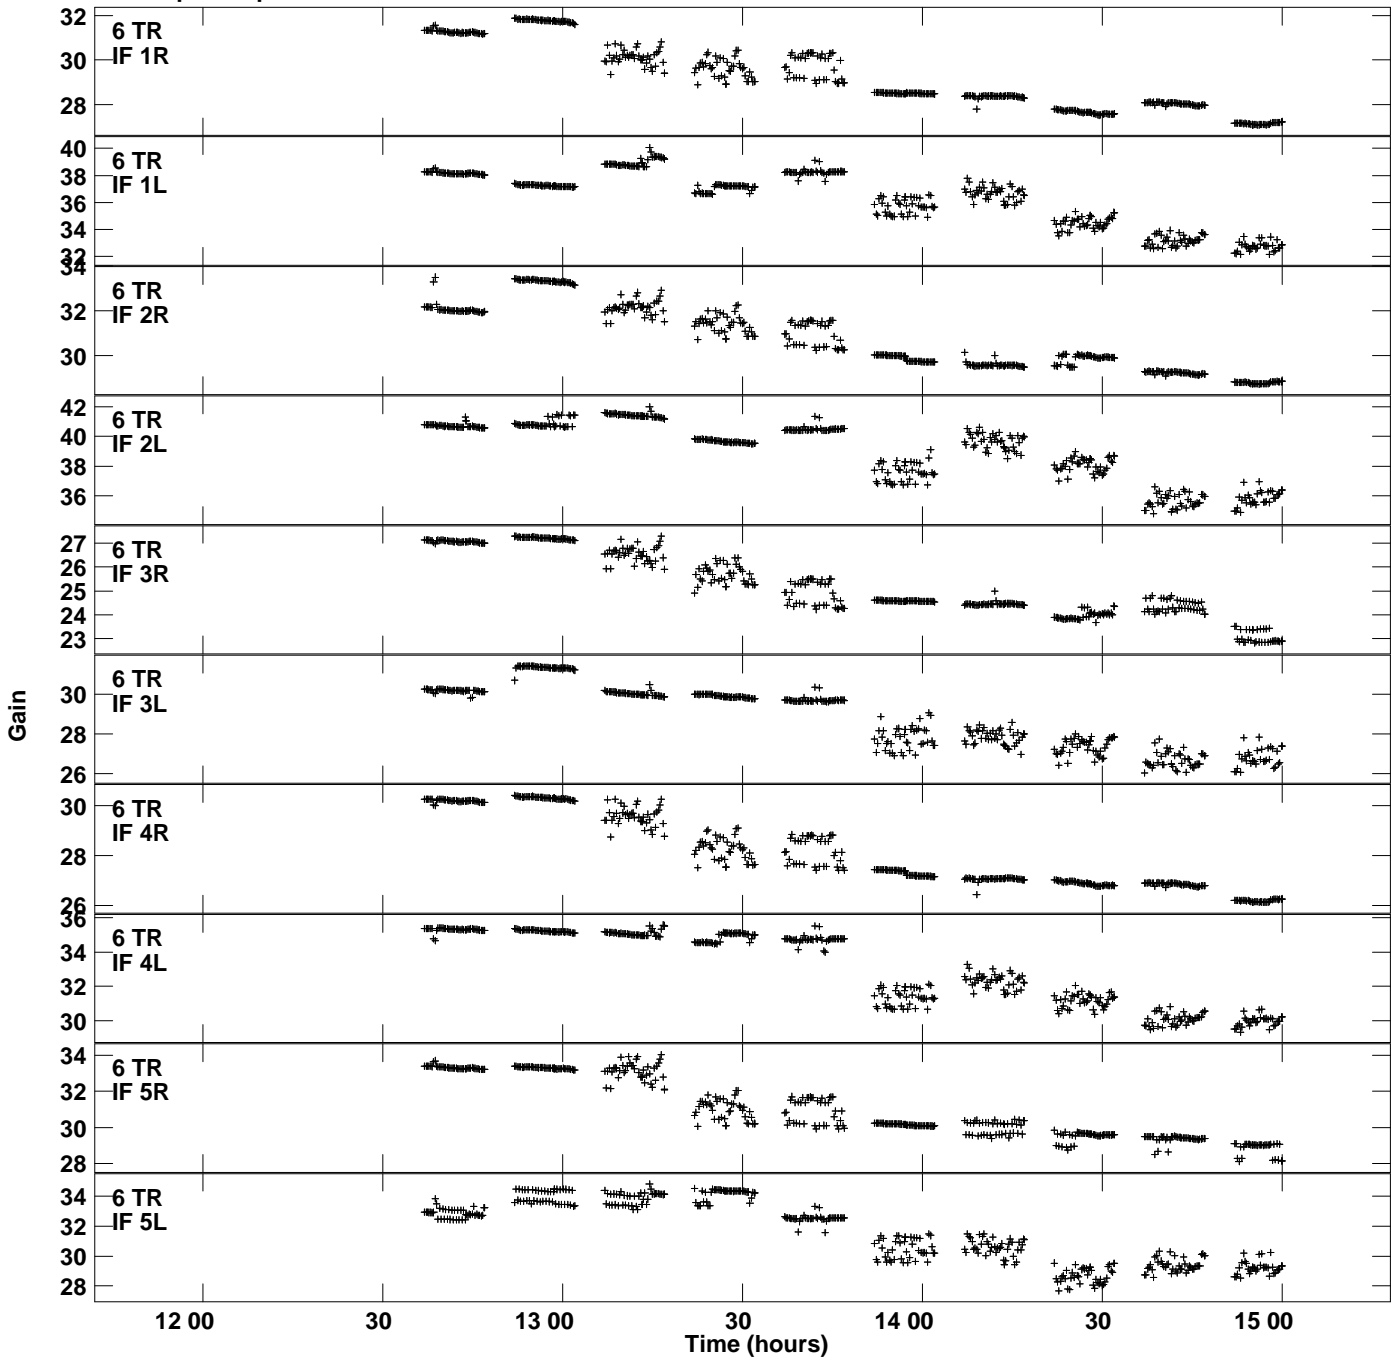 32
30
28
6 TR
IF 1R
40
38
36
34
32
6 TR
IF 1L
34
32
30
6 TR
IF 2R
42
40
38
36
6 TR
IF 2L
27
26
25
24
23
6 TR
IF 3R
30
28
26
6 TR
IF 3L
30
28
26
6 TR
IF 4R
36
34
32
30
6 TR
IF 4L
34
32
30
28
6 TR
IF 5R
34
32
30
28
6 TR
IF 5L
Gain
12 00 30 13 00 30 14 00 30 15 00
Time (hours)